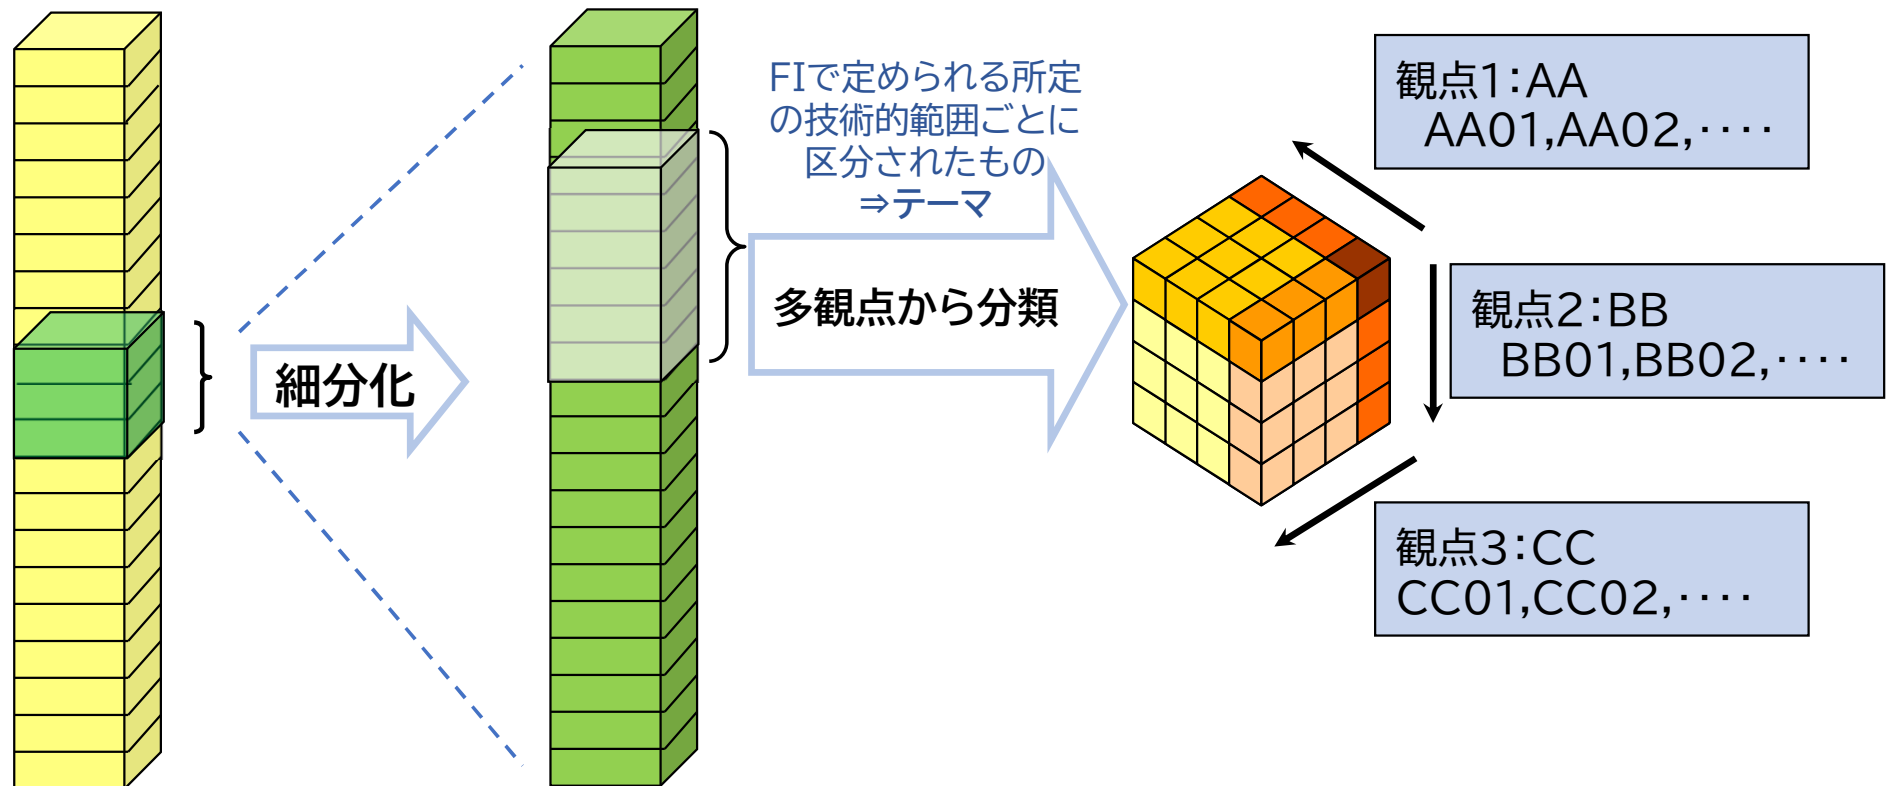 FIで定められる所定
の技術的範囲ごとに
区分されたもの
⇒テーマ
細分化
多観点から分類
観点1:AA
AA01,AA02,････
観点2:BB
BB01,BB02,････
観点3:CC
CC01,CC02,････